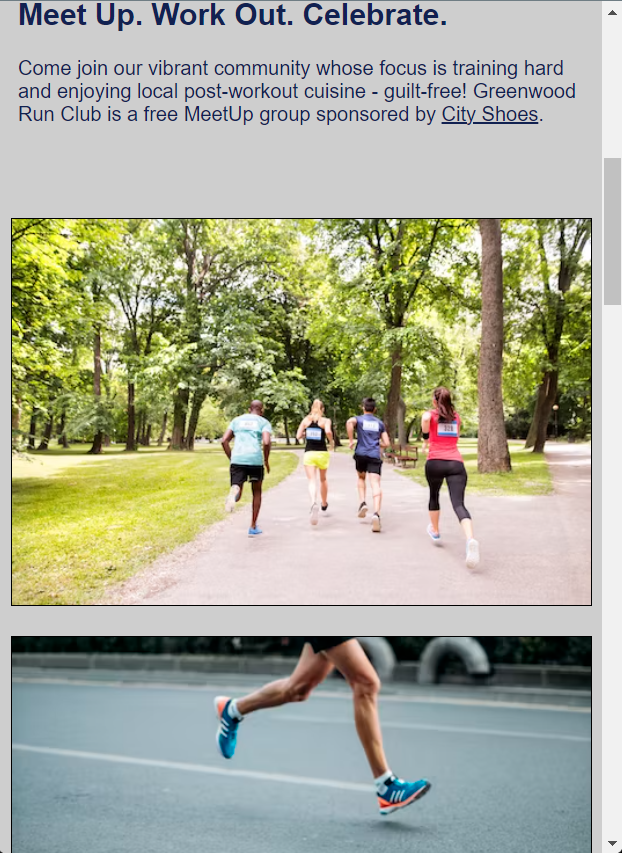 Meet Up. Work Out. Celebrate.
Come join our vibrant community whose focus is training hard
and enjoying local post-workout cuisine - guilt-free! Greenwood
Run Club is a free MeetUp group sponsored by City Shoes.